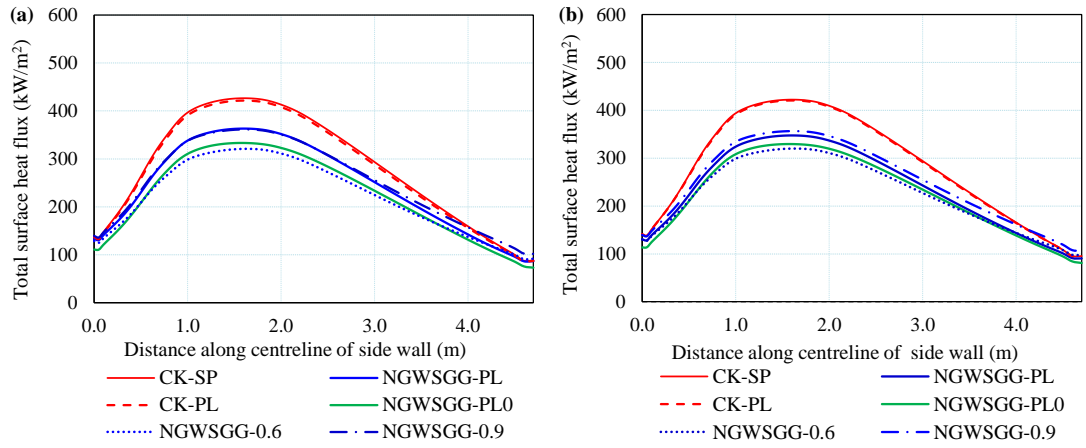 (a)
Total surface heat flux (kW/m²)
600
500
400
300
200
100
0
0.0 1.0 2.0 3.0 4.0
Distance along centreline of side wall (m)
CK-SP NGWSGG-PL
CK-PL NGWSGG-PL0
NGWSGG-0.6 NGWSGG-0.9
(b)
Total surface heat flux (kW/m²)
600
500
400
300
200
100
0
0.0 1.0 2.0 3.0 4.0
Distance along centreline of side wall (m)
CK-SP NGWSGG-PL
CK-PL NGWSGG-PL0
NGWSGG-0.6 NGWSGG-0.9